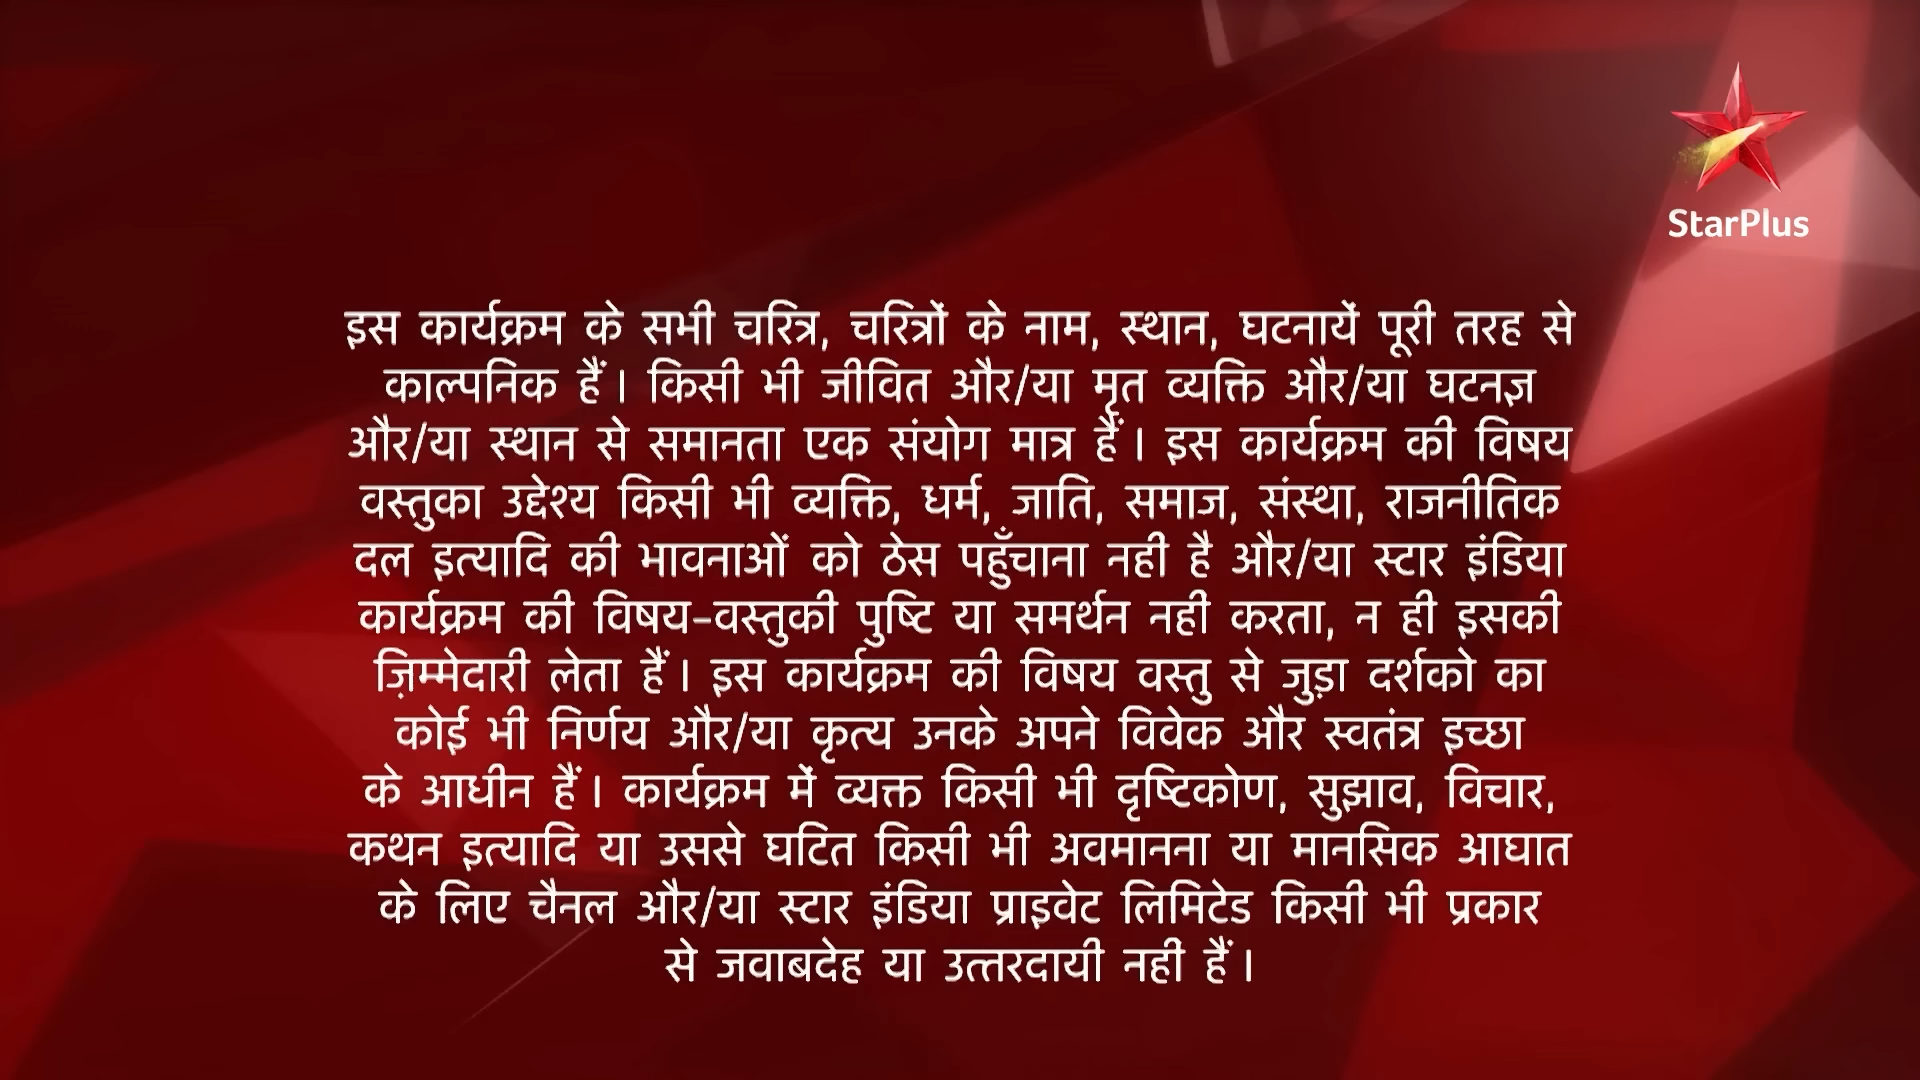 StarPlus
इस कार्यक्रम के सभी चरित्र, चरित्रों के नाम, स्थान, घटनायें पूरी तरह से
काल्पनिक हैं। किसी भी जीवित और/या मृत व्यक्ति और/या घटनज्ञ
और/या स्थान से समानता एक संयोग मात्र हैं। इस कार्यक्रम की विषय
वस्तुका उद्देश्य किसी भी व्यक्ति, धर्म, जाति, समाज, संस्था, राजनीतिक
दल इत्यादि की भावनाओं को ठेस पहुँचाना नही है और/या स्टार इंडिया
कार्यक्रम की विषय-वस्तुकी पुष्टि या समर्थन नही करता, न ही इसकी
ज़िम्मेदारी लेता हैं। इस कार्यक्रम की विषय वस्तु से जुड़ा दर्शको का
कोई भी निर्णय और/या कृत्य उनके अपने विवेक और स्वतंत्र इच्छा
के आधीन हैं। कार्यक्रम में व्यक्त किसी भी दृष्टिकोण, सुझाव, विचार,
कथन इत्यादि या उससे घटित किसी भी अवमानना या मानसिक आघात
के लिए चैनल और/या स्टार इंडिया प्राइवेट लिमिटेड किसी भी प्रकार
से जवाबदेह या उत्तरदायी नही हैं।